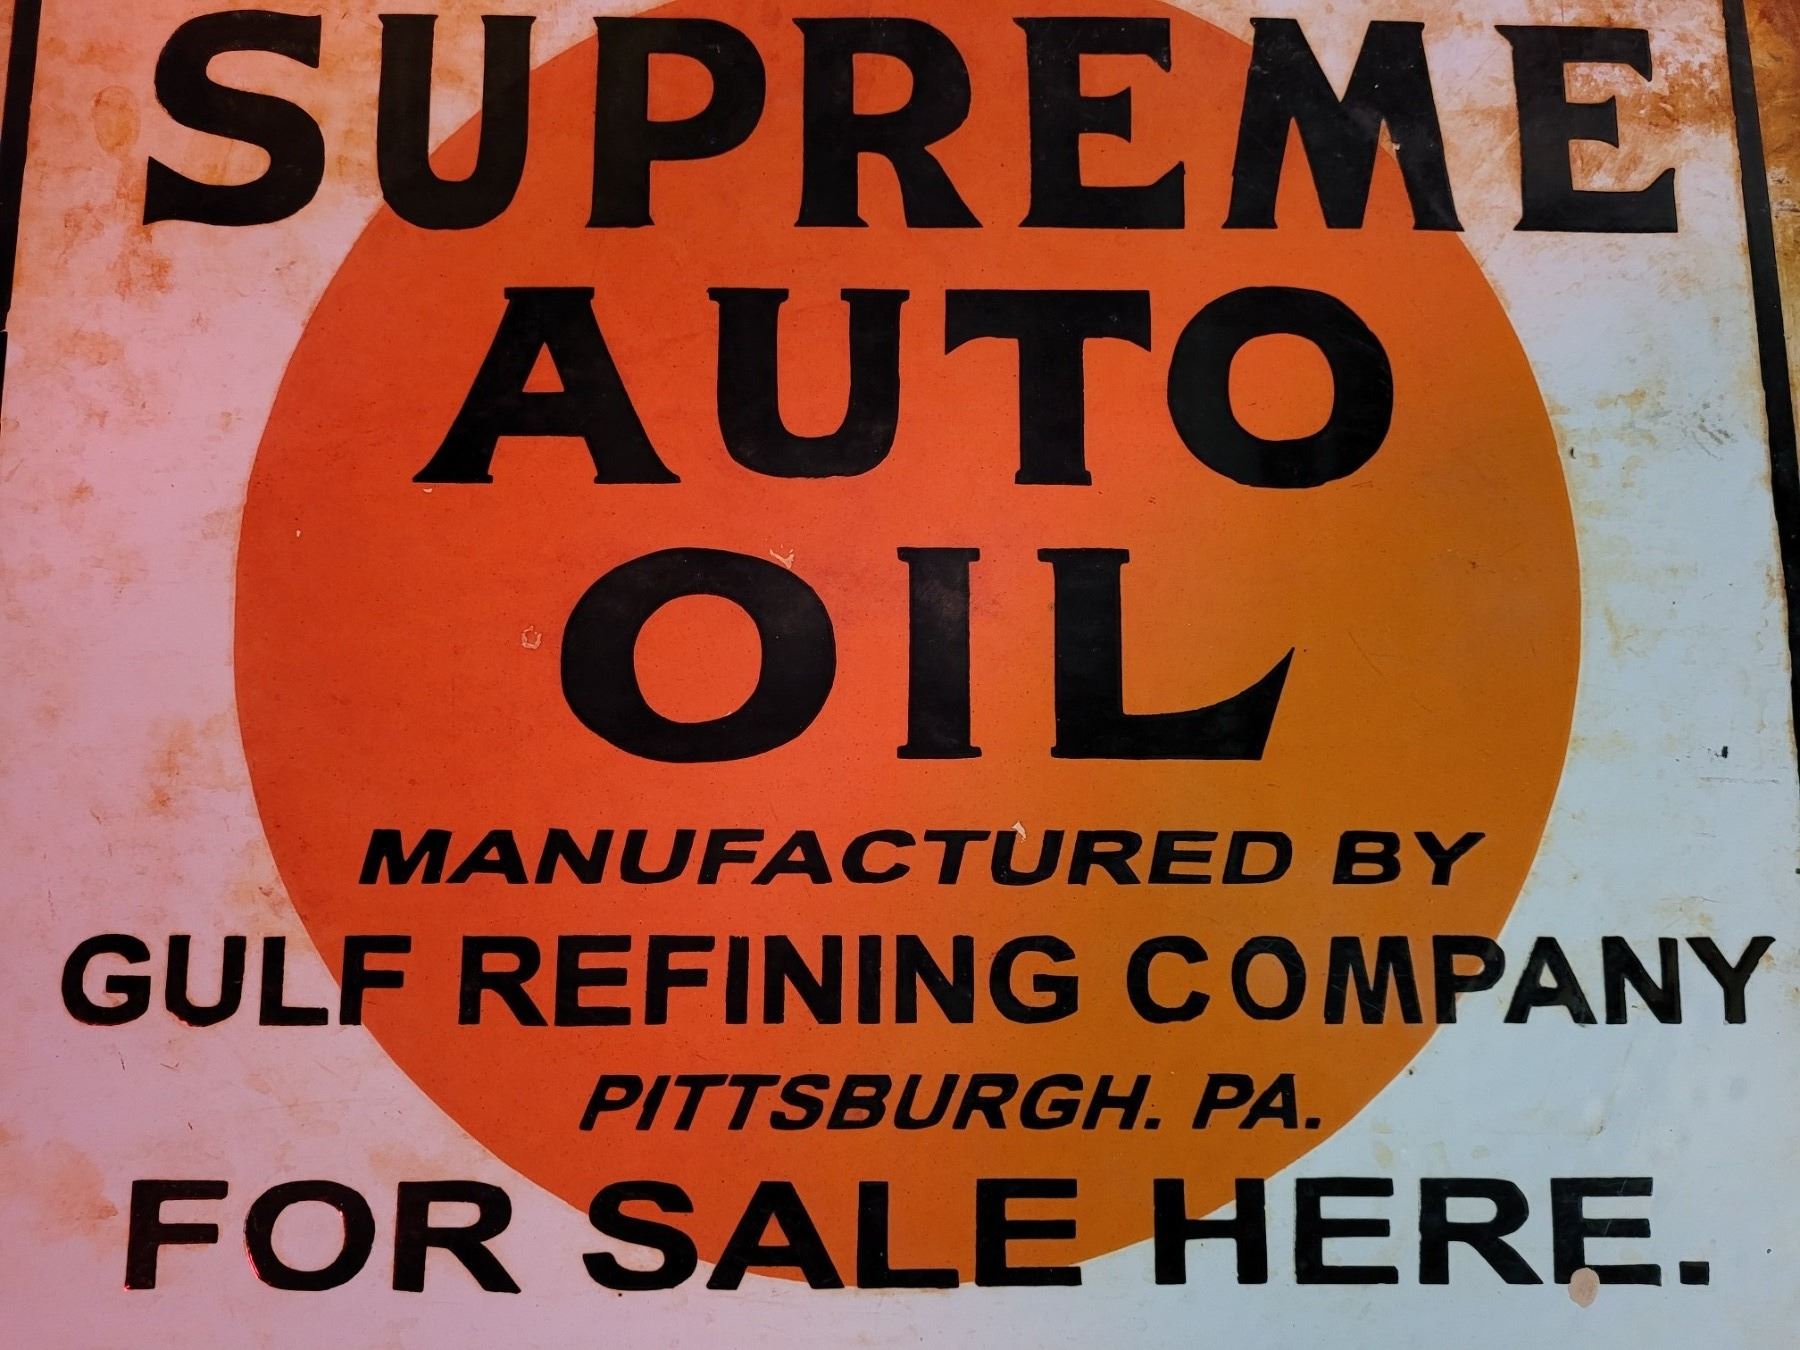 SUPREME
AUTO
OIL
MANUFACTURED BY
GULF REFINING COMPANY
PITTSBURGH. PA.
FOR SALE HERE.